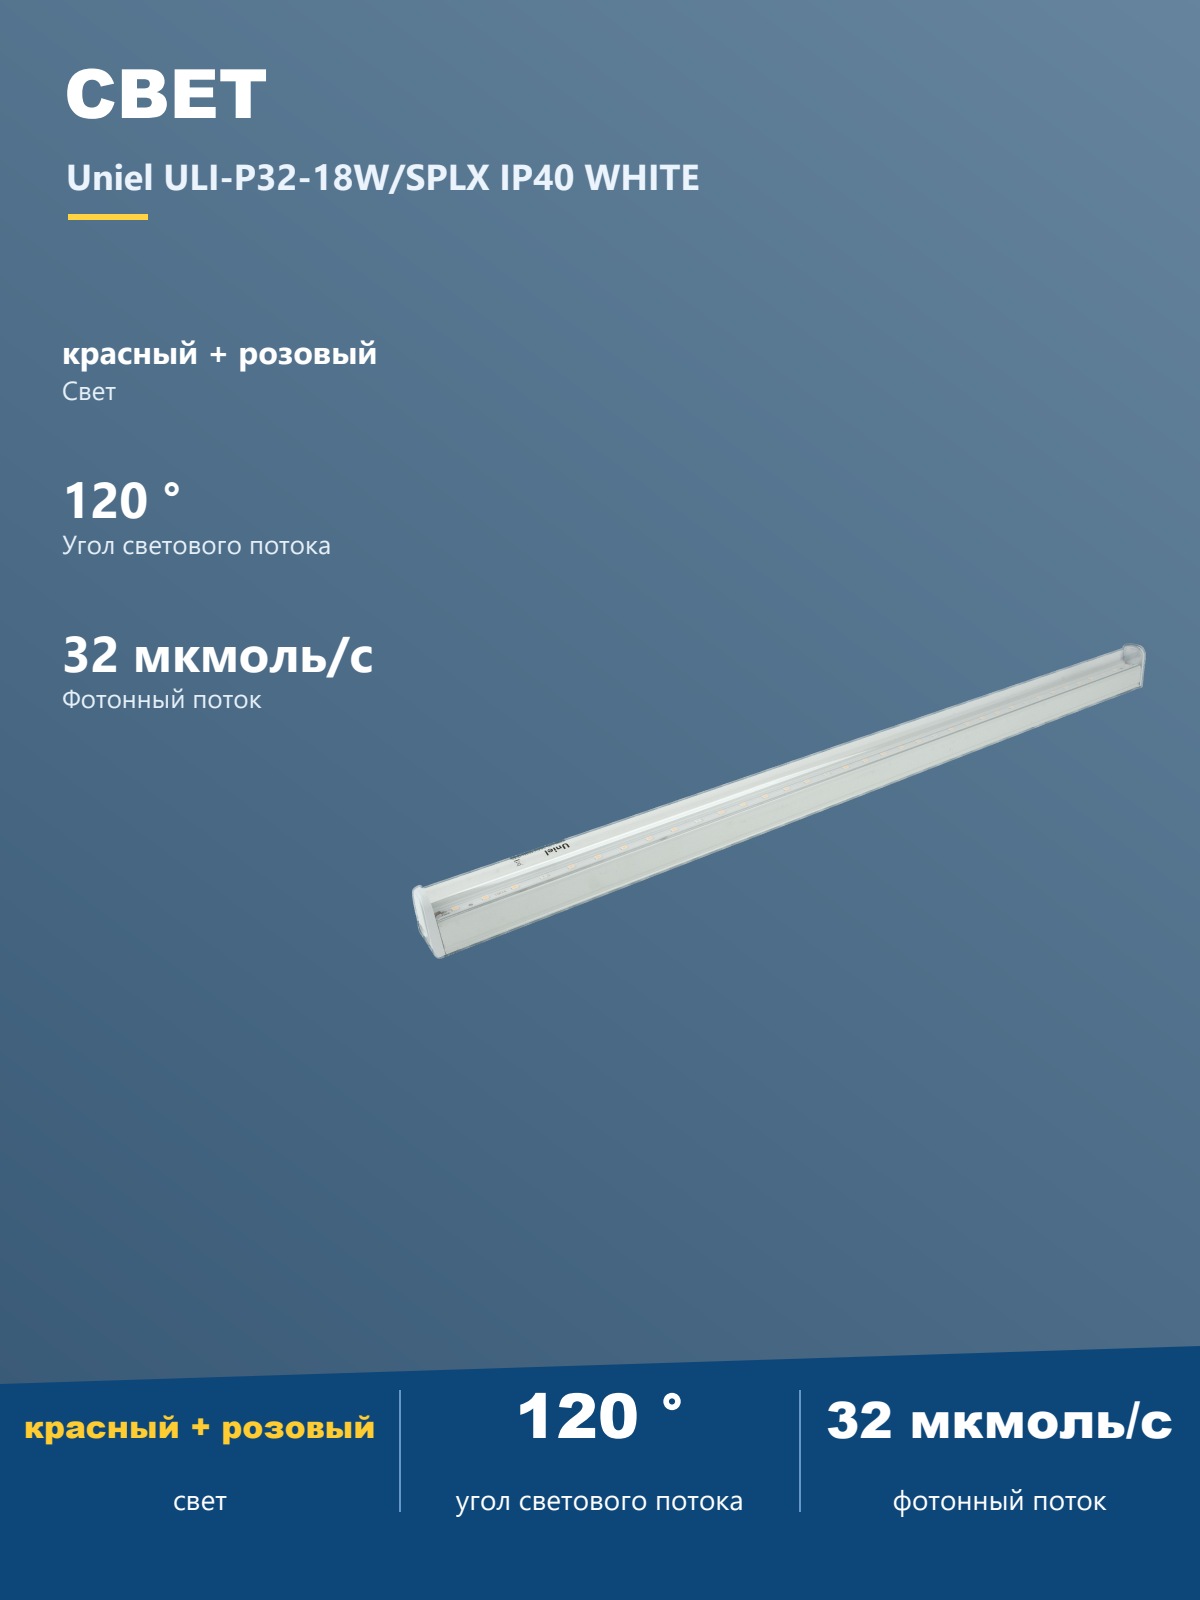 СВЕТ
Uniel ULI-P32-18W/SPLX IP40 WHITE
красный + розовый
Свет
120 °
Угол светового потока
32 мкмоль/с
Фотонный поток
Uniel
красный + розовый
свет
120 °
угол светового потока
32 мкмоль/с
фотонный поток